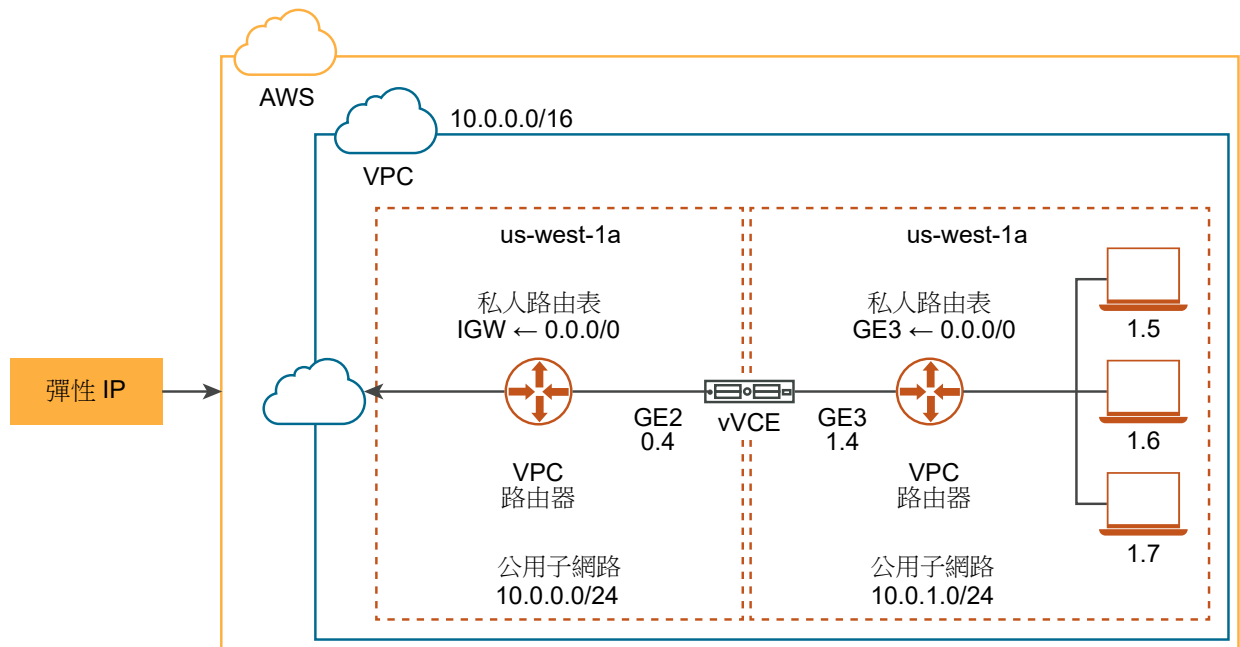 AWS
10.0.0.0/16
VPC
us-west-1a
私人路由表
IGW ← 0.0.0/0
us-west-1a
私人路由表
GE3 ← 0.0.0/0
彈性 IP
GE2
0.4
vVCE
GE3
1.4
VPC
路由器
VPC
路由器
1.5
1.6
1.7
公用子網路
10.0.0.0/24
公用子網路
10.0.1.0/24